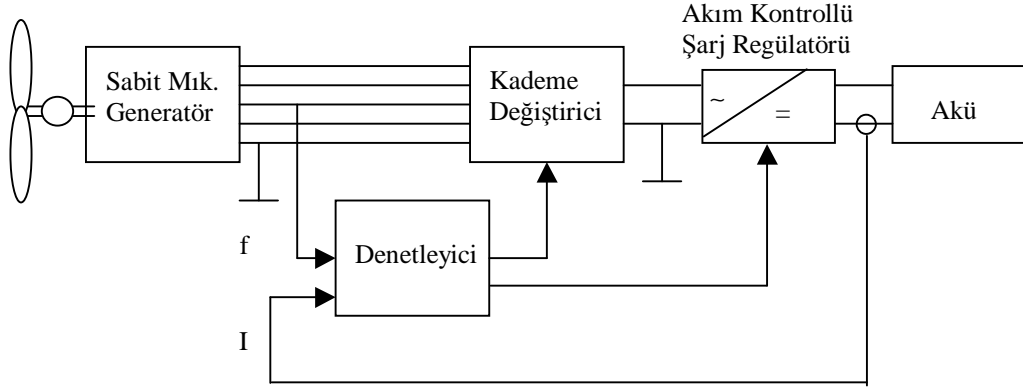 Akım Kontrollü
Şarj Regülatörü
Sabit Mık.
Generatör
Kademe
Değiştirici
~
=
Akü
f
Denetleyici
I